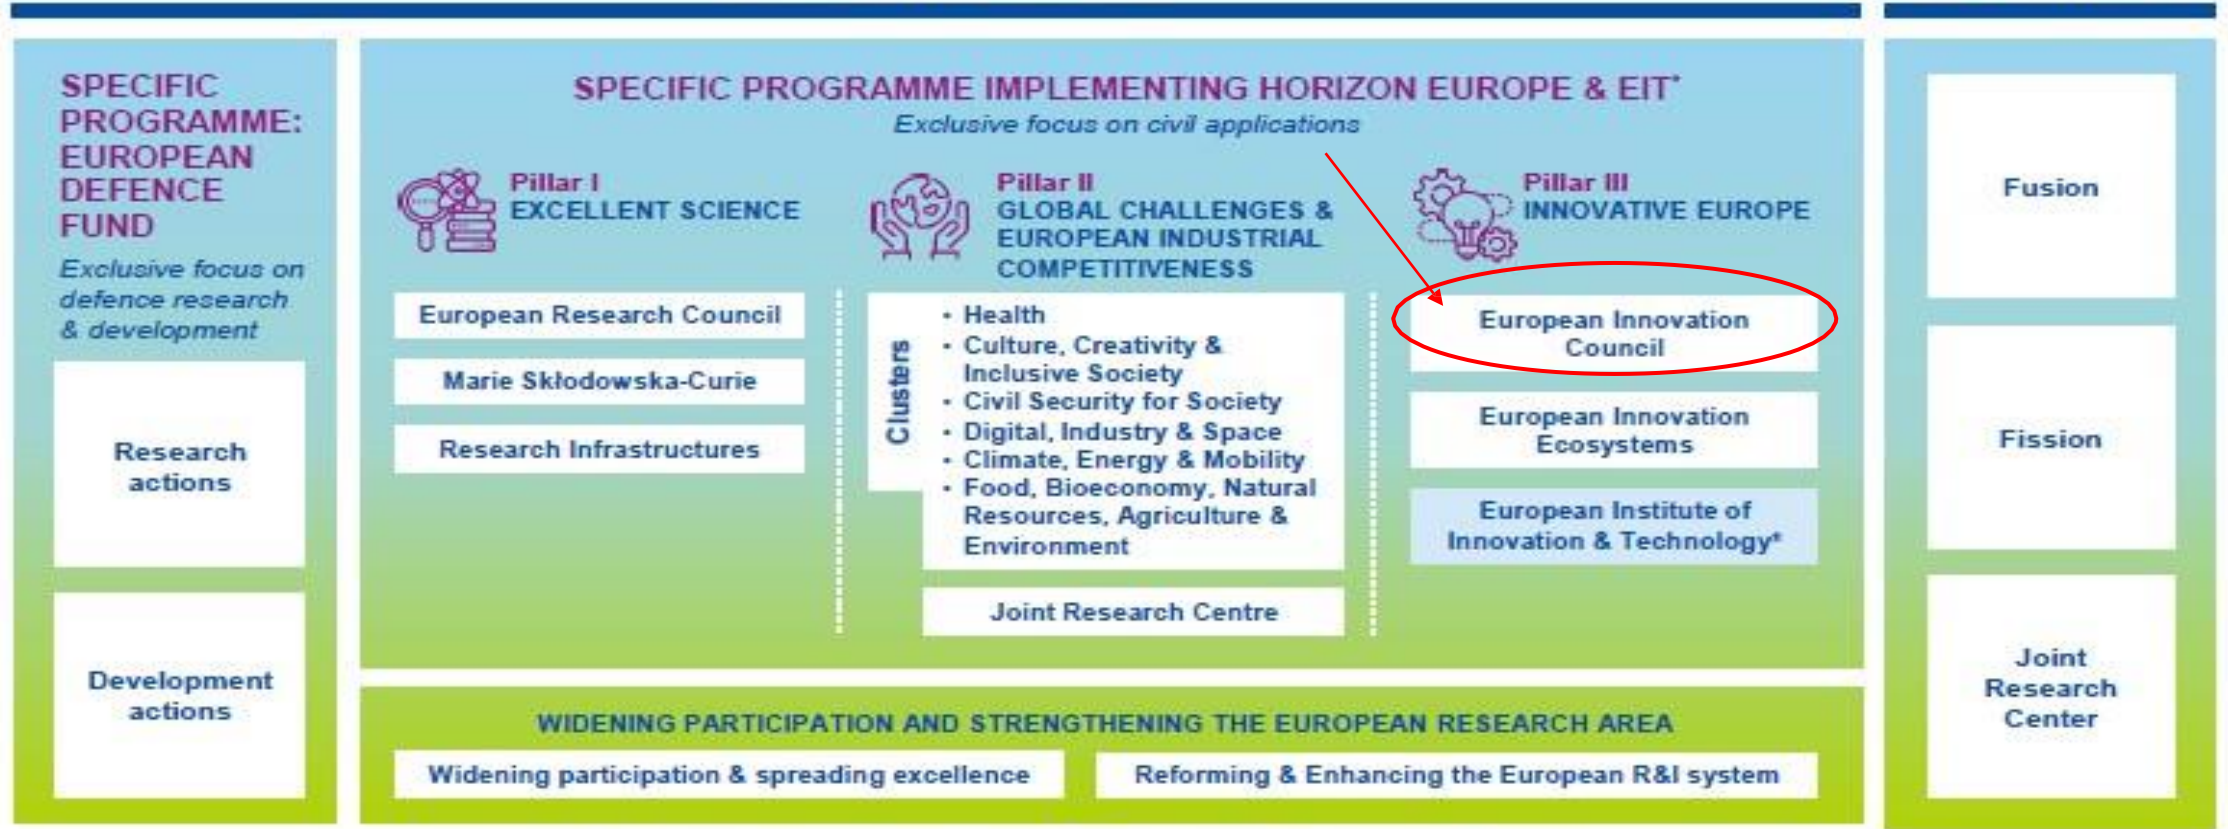 SPECIFIC
PROGRAMME:
EUROPEAN
DEFENCE
FUND
Exclusive focus on
defence research
& development
Research
actions
Development
actions
SPECIFIC PROGRAMME IMPLEMENTING HORIZON EUROPE & EIT*
Exclusive focus on civil applications
Pillar I
EXCELLENT SCIENCE
European Research Council
Marie Skłodowska-Curie
Research Infrastructures
Pillar II
GLOBAL CHALLENGES &
EUROPEAN INDUSTRIAL
COMPETITIVENESS
Clusters
• Health
• Culture, Creativity &
Inclusive Society
• Civil Security for Society
• Digital, Industry & Space
• Climate, Energy & Mobility
• Food, Bioeconomy, Natural
Resources, Agriculture &
Environment
Joint Research Centre
Pillar III
INNOVATIVE EUROPE
European Innovation
Council
European Innovation
Ecosystems
European Institute of
Innovation & Technology*
WIDENING PARTICIPATION AND STRENGTHENING THE EUROPEAN RESEARCH AREA
Widening participation & spreading excellence
Reforming & Enhancing the European R&I system
Fusion
Fission
Joint
Research
Center